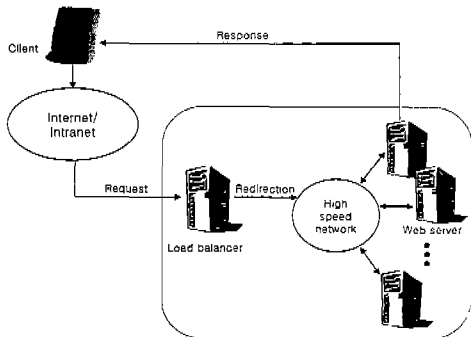 Response
Client
Internet/
Intranet
Request
Redirection
High
speed
network
Load balancer
Web server